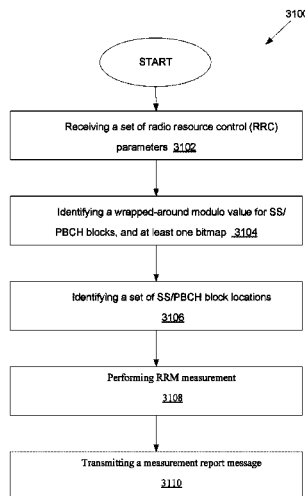 3100
START
Receiving a set of radio resource control (RRC)
parameters 3102
Identifying a wrapped-around modulo value for SS/
PBCH blocks, and at least one bitmap 3104
Identifying a set of SS/PBCH block locations
3106
Performing RRM measurement
3108
Transmitting a measurement report message
3110